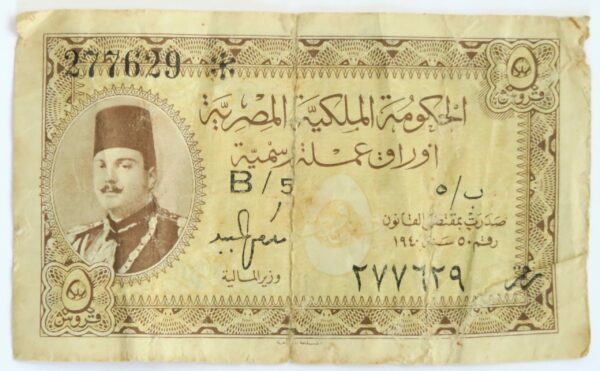 277629 *
٥
قروش
الحكومة الملكية المصرية
اوراق عملة رسمية
B/5
ب/٥
صدرت بمقتضى القانون
رقم ٥٠ سنة ١٩٤٠
وزير المالية
٢٧٧٦٢٩
٥
قروش